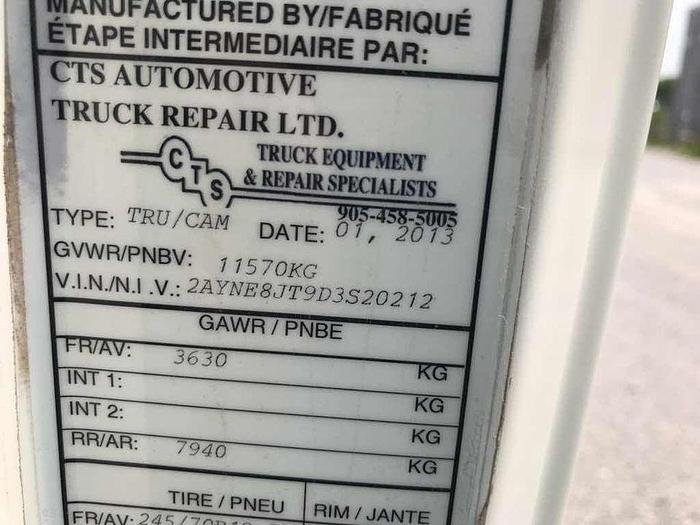 MANUFACTURED BY/FABRIQUÉ
ÉTAPE INTERMEDIAIRE PAR:
CTS AUTOMOTIVE
TRUCK REPAIR LTD.
CTS TRUCK EQUIPMENT
& REPAIR SPECIALISTS
905-458-5005
TYPE: TRU/CAM DATE: 01, 2013
GVWR/PNBV: 11570KG
V.I.N./N.I .V.: 2AYNE8JT9D3S20212
GAWR / PNBE
FR/AV: 3630 KG
INT 1: KG
INT 2: KG
RR/AR: 7940 KG
TIRE / PNEU RIM / JANTE
FR/AV: